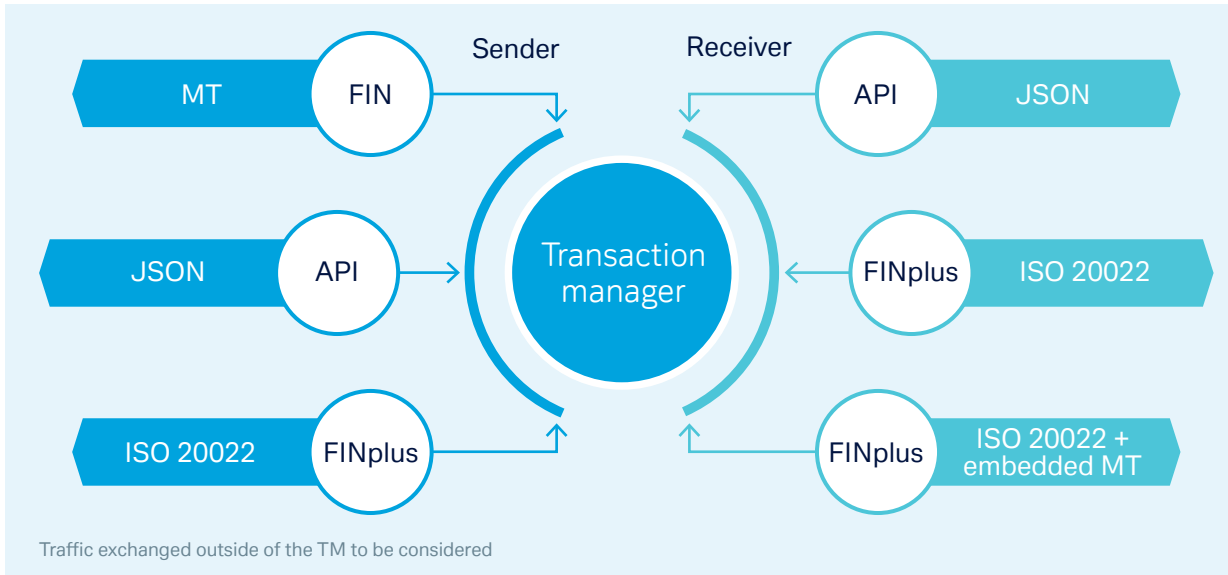 Sender
Receiver
MT
FIN
API
JSON
JSON
API
Transaction
manager
FINplus
ISO 20022
ISO 20022
FINplus
FINplus
ISO 20022 +
embedded MT
Traffic exchanged outside of the TM to be considered